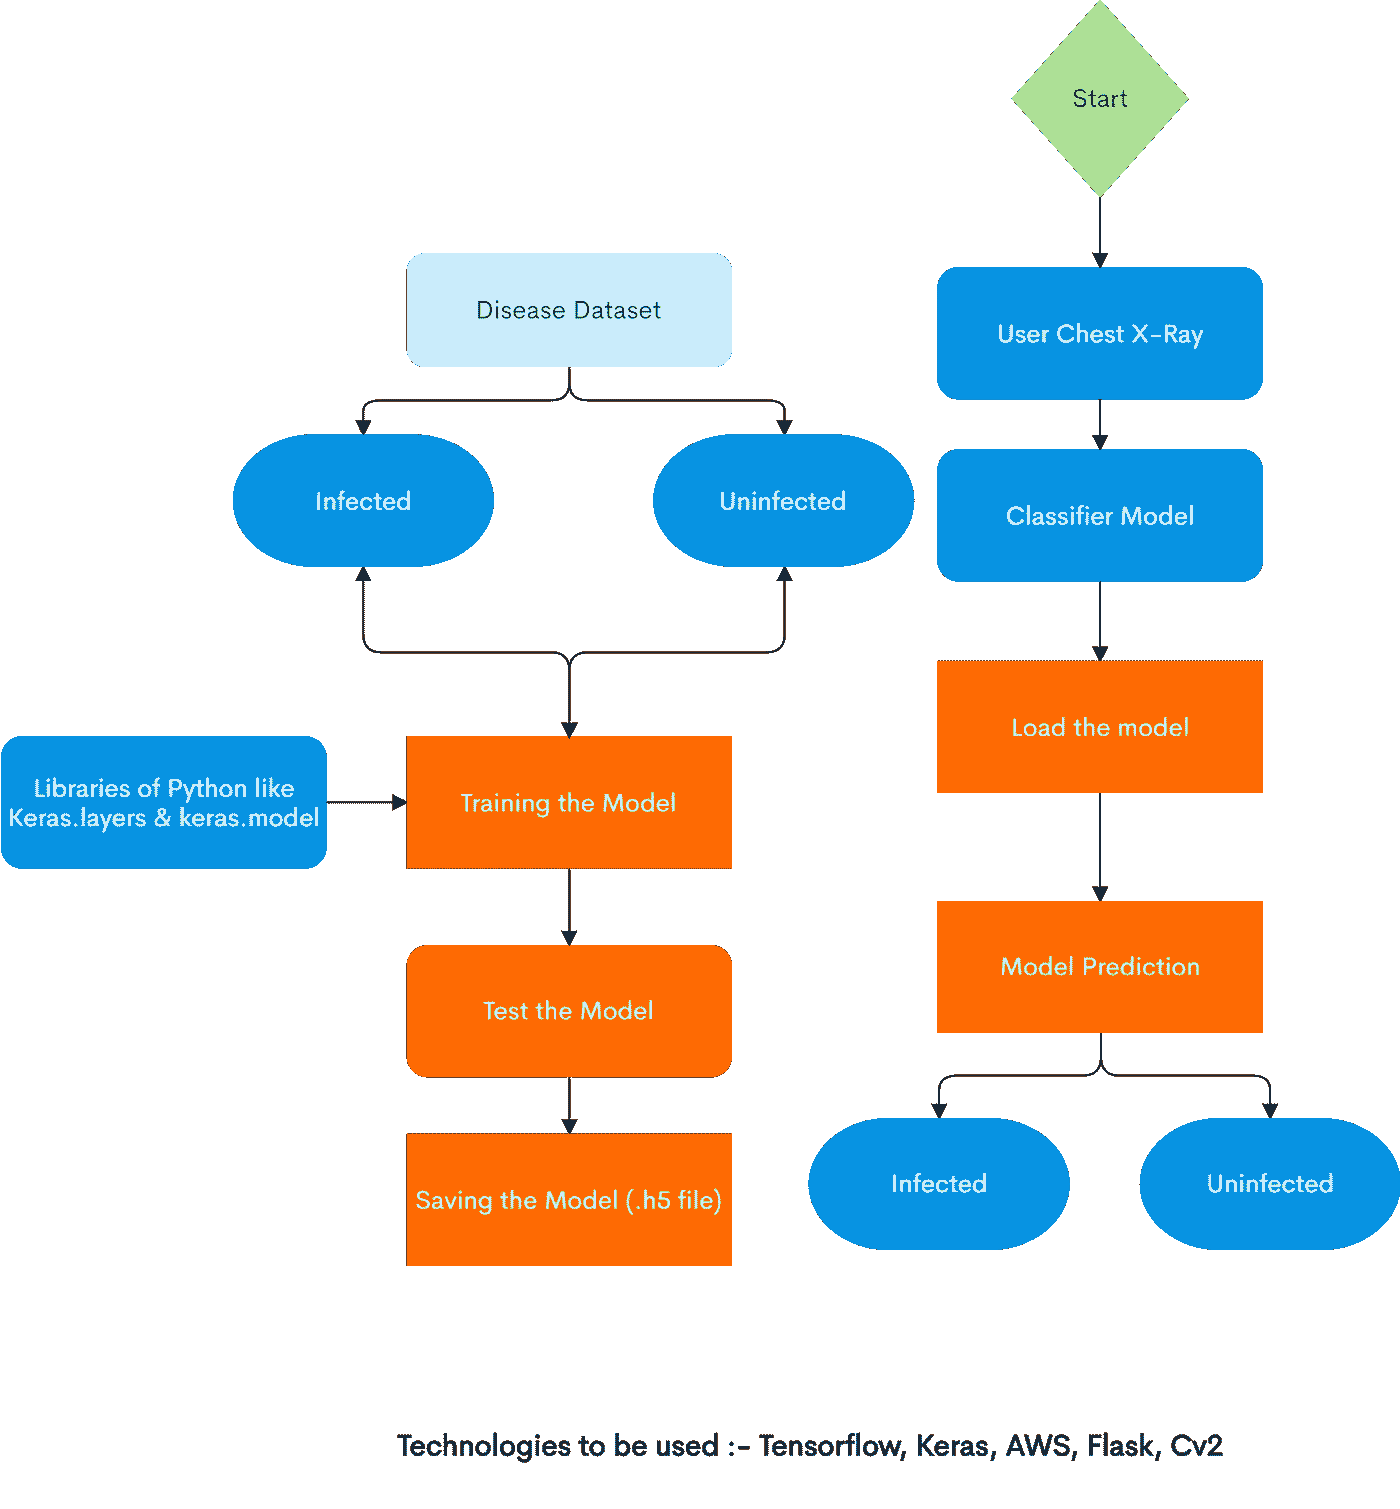 Start
Disease Dataset
User Chest X-Ray
Infected
Uninfected
Classifier Model
Load the model
Libraries of Python like
Keras.layers & keras.model
Training the Model
Model Prediction
Test the Model
Saving the Model (.h5 file)
Infected
Uninfected
Technologies to be used :- Tensorflow, Keras, AWS, Flask, Cv2